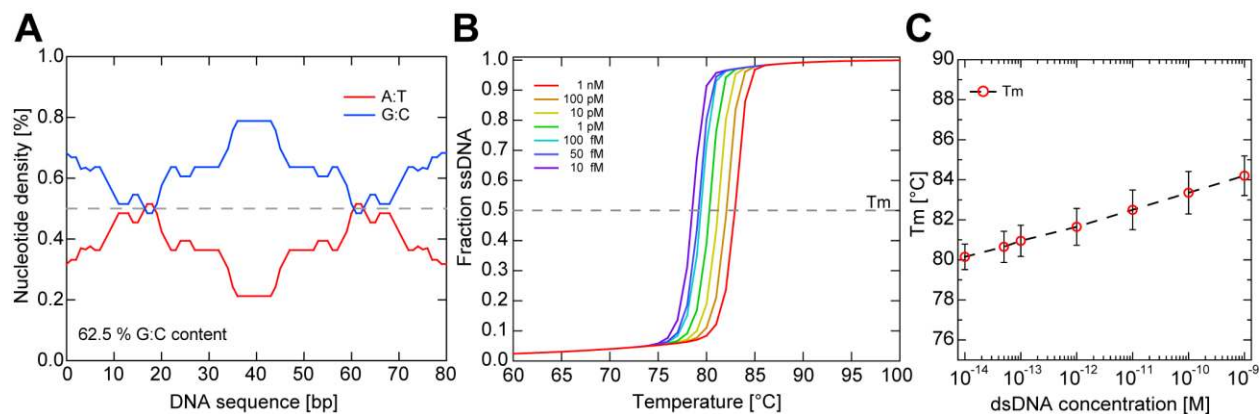 A
Nucleotide density [%]
1.0
0.8
0.6
0.4
0.2
0.0
A:T
G:C
62.5 % G:C content
0 10 20 30 40 50 60 70 80
DNA sequence [bp]
B
Fraction ssDNA
1.0
0.9
0.8
0.7
0.6
0.5
0.4
0.3
0.2
0.1
0.0
1 nM
100 pM
10 pM
1 pM
100 fM
50 fM
10 fM
Tm
60 65 70 75 80 85 90 95 100
Temperature [°C]
C
Tm [°C]
90
88
86
84
82
80
78
76
Tm
10-14 10-13 10-12 10-11 10-10 10-9
dsDNA concentration [M]